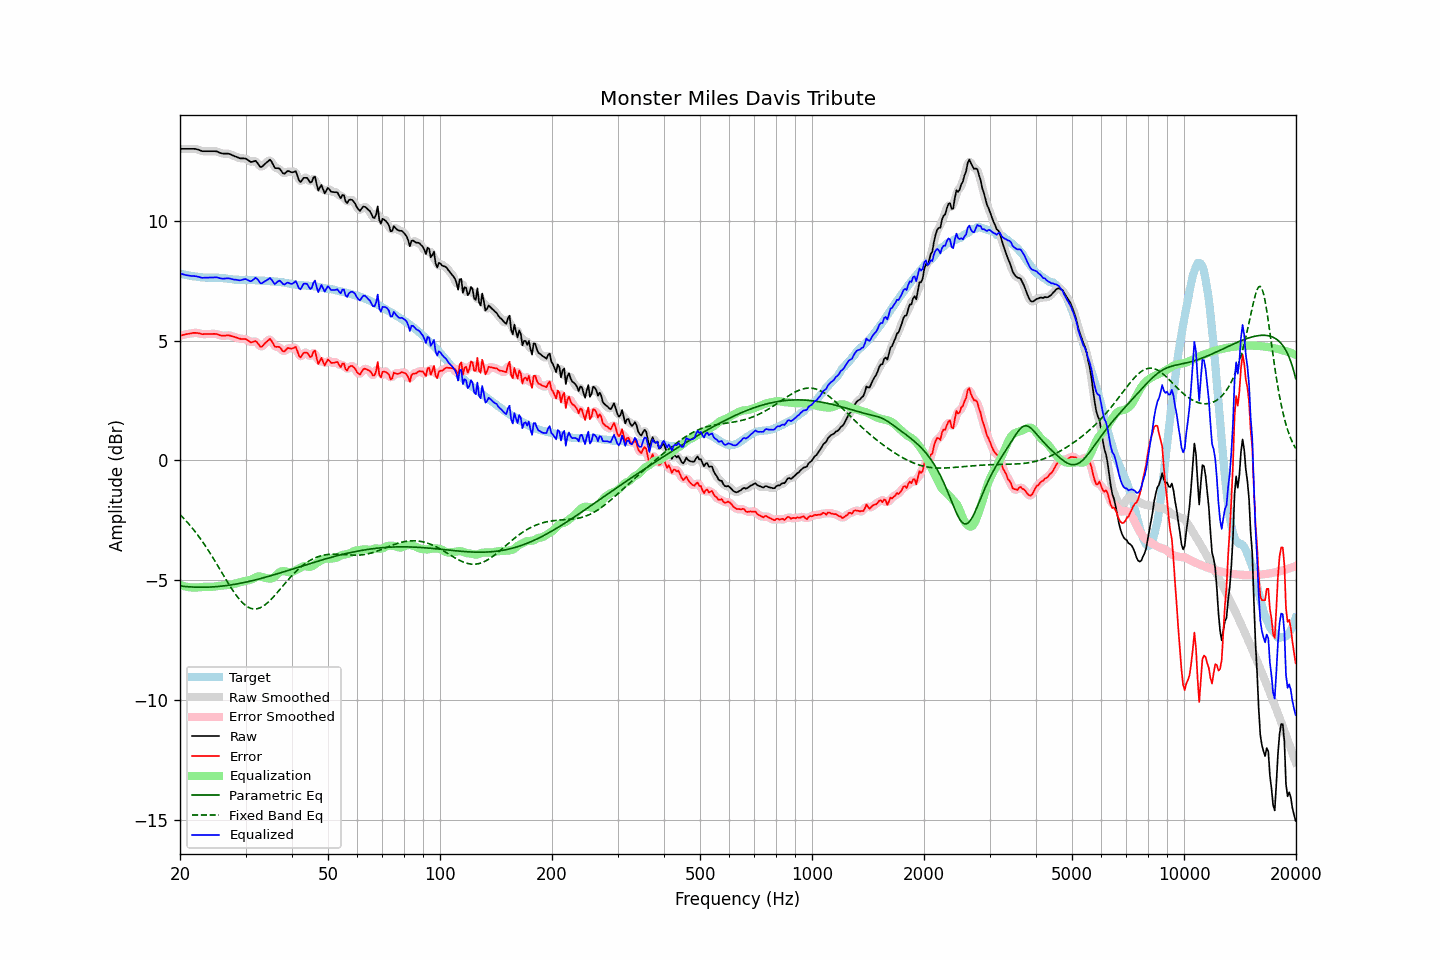 Monster Miles Davis Tribute
Amplitude (dBr)
10
5
0
−5
−10
−15
Target
Raw Smoothed
Error Smoothed
Raw
Error
Equalization
Parametric Eq
Fixed Band Eq
Equalized
20 50 100 200 500 1000 2000 5000 10000 20000
Frequency (Hz)